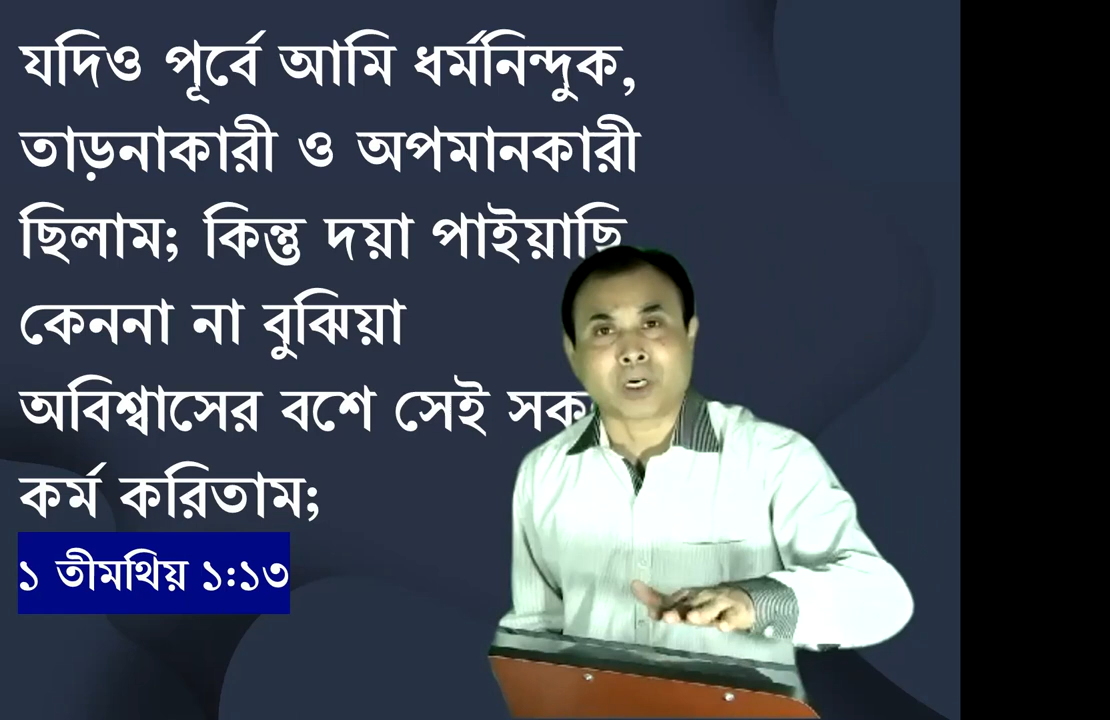 যদিও পূর্বে আমি ধর্মনিন্দুক,
তাড়নাকারী ও অপমানকারী
ছিলাম; কিন্তু দয়া পাইয়াছি
কেননা না বুঝিয়া
অবিশ্বাসের বশে সেই
কর্ম করিতাম;
১ তীমথিয় ১:১৩